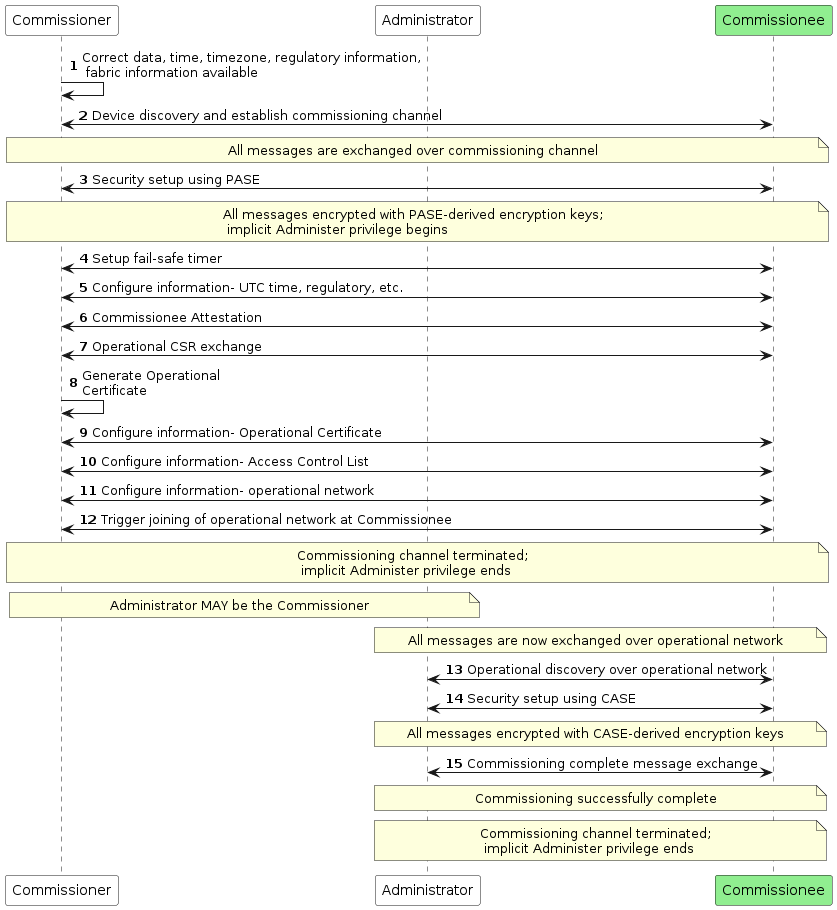 Commissioner Administrator Commissionee
1 Correct data, time, timezone, regulatory information,
fabric information available
2 Device discovery and establish commissioning channel
All messages are exchanged over commissioning channel
3 Security setup using PASE
All messages encrypted with PASE-derived encryption keys;
implicit Administer privilege begins
4 Setup fail-safe timer
5 Configure information- UTC time, regulatory, etc.
6 Commissionee Attestation
7 Operational CSR exchange
8 Generate Operational
Certificate
9 Configure information- Operational Certificate
10 Configure information- Access Control List
11 Configure information- operational network
12 Trigger joining of operational network at Commissionee
Commissioning channel terminated;
implicit Administer privilege ends
Administrator MAY be the Commissioner
All messages are now exchanged over operational network
13 Operational discovery over operational network
14 Security setup using CASE
All messages encrypted with CASE-derived encryption keys
15 Commissioning complete message exchange
Commissioning successfully complete
Commissioning channel terminated;
implicit Administer privilege ends
Commissioner Administrator Commissionee